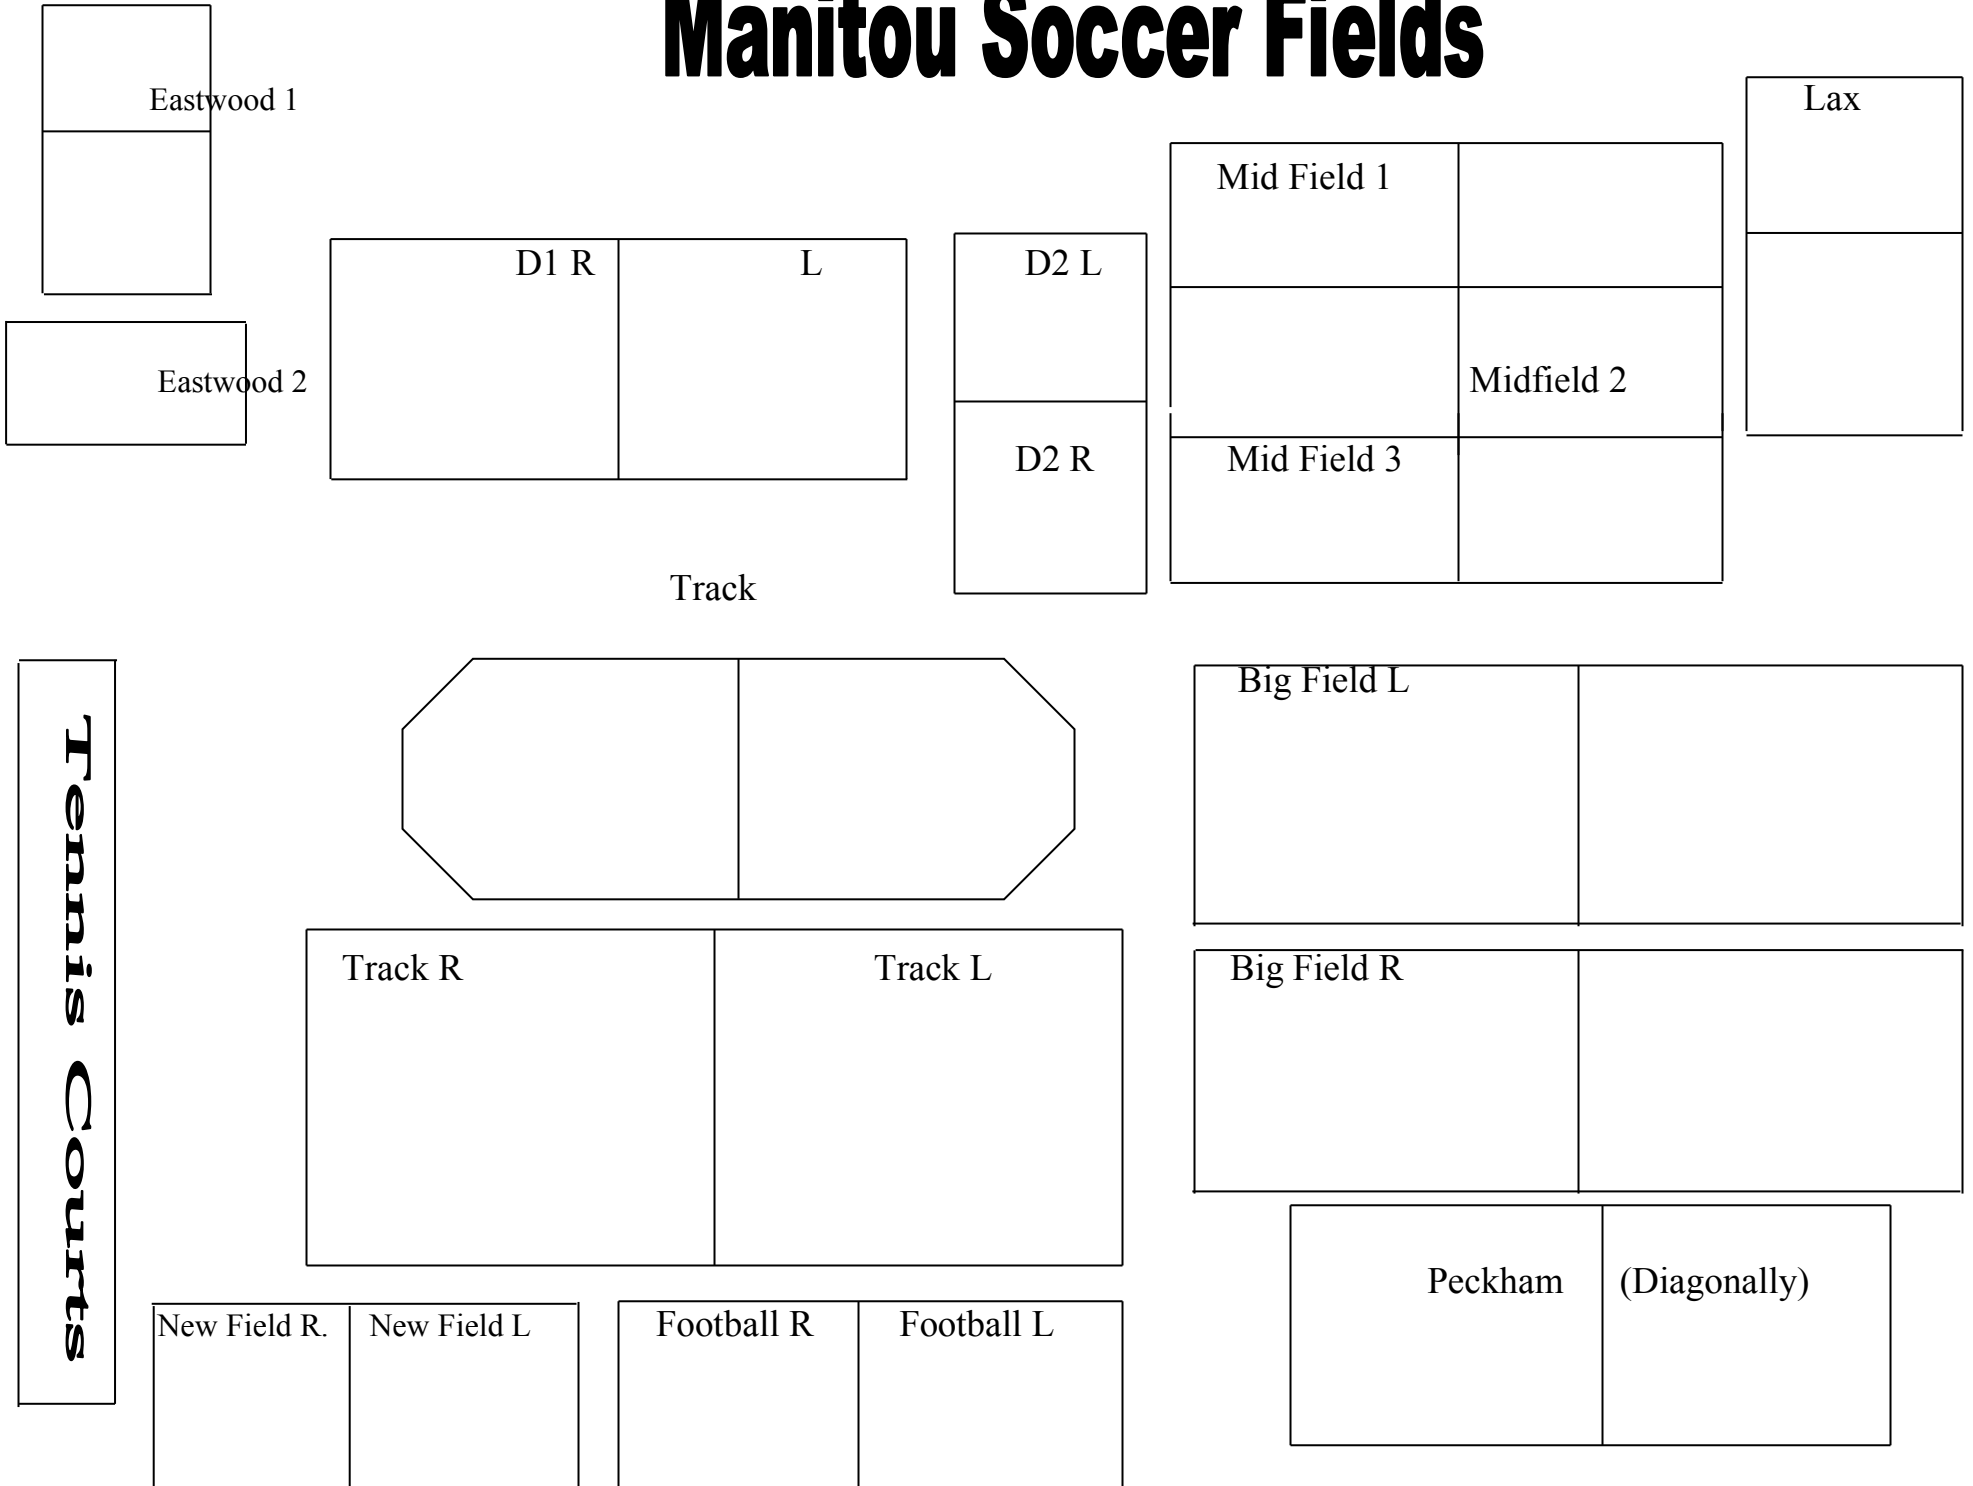 Manitou Soccer Fields
Eastwood 1
Lax
Mid Field 1
D1 R
L
D2 L
Eastwood 2
Midfield 2
D2 R
Mid Field 3
Track
Big Field L
Tennis Courts
Track R
Track L
Big Field R
Peckham
(Diagonally)
New Field R.
New Field L
Football R
Football L